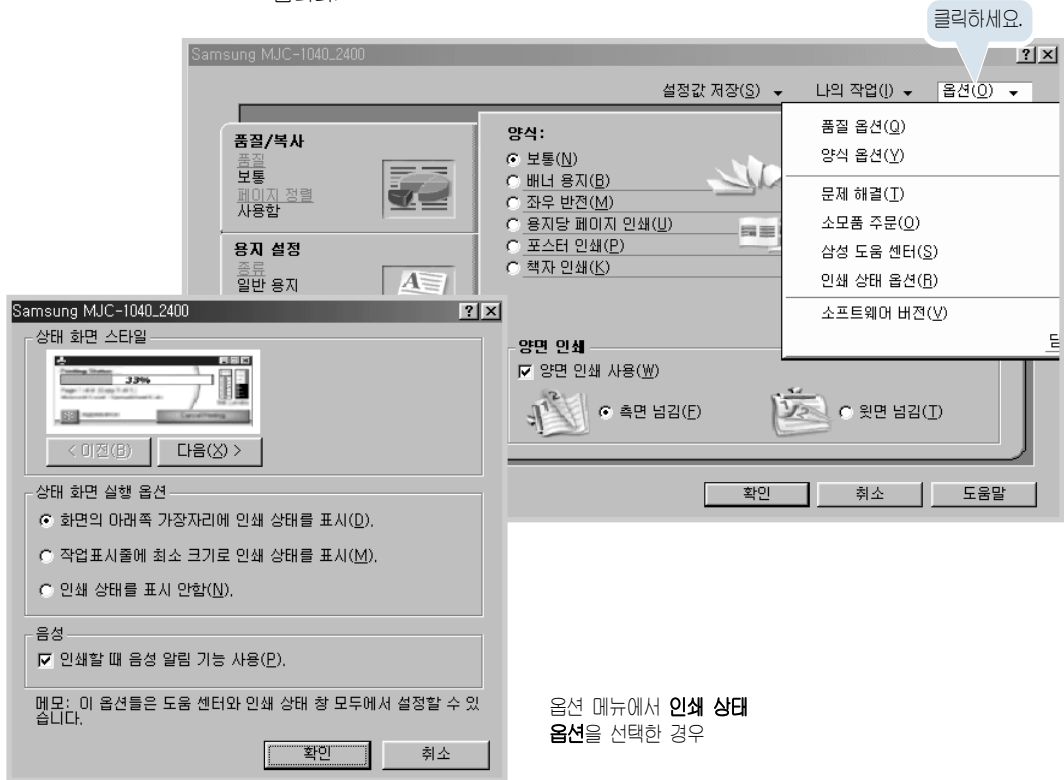 클릭하세요.
Samsung MJC-1040_2400
설정값 저장(S) 나의 작업(I) 옵션(O)
품질 옵션(Q)
양식 옵션(Y)
문제 해결(T)
소모품 주문(O)
삼성 도움 센터(S)
인쇄 상태 옵션(R)
소프트웨어 버전(V)
품질/복사
품질
보통
페이지 정렬
사용함
용지 설정
종류
일반 용지
양식:
보통(N)
배너 용지(B)
좌우 반전(M)
용지당 페이지 인쇄(U)
포스터 인쇄(P)
책자 인쇄(K)
양면 인쇄
양면 인쇄 사용(W)
측면 넘김(F) 윗면 넘김(T)
확인 취소 도움말
Samsung MJC-1040_2400
상태 화면 스타일
33%
< 이전(B) 다음(X) >
상태 화면 실행 옵션
화면의 아래쪽 가장자리에 인쇄 상태를 표시(D).
작업표시줄에 최소 크기로 인쇄 상태를 표시(M).
인쇄 상태를 표시 안함(N).
음성
인쇄할 때 음성 알림 기능 사용(P).
메모: 이 옵션들은 도움 센터와 인쇄 상태 창 모두에서 설정할 수 있
습니다.
확인 취소
옵션 메뉴에서 인쇄 상태
옵션을 선택한 경우